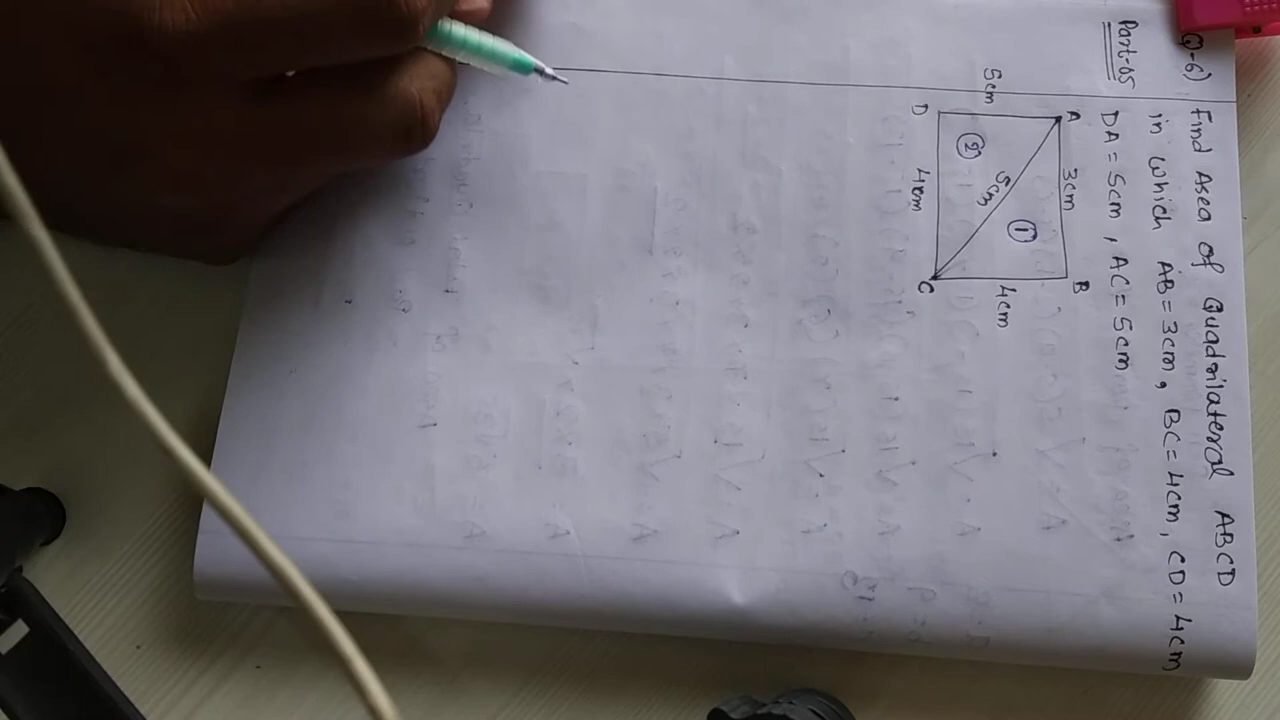 Q-6) Find Area of Quadrilateral ABCD
in which AB = 3cm, BC = 4cm, CD = 4cm
Part-05 DA = 5cm, AC = 5cm
A 3cm B
5cm 5cm ① 4cm
②
D 4cm C